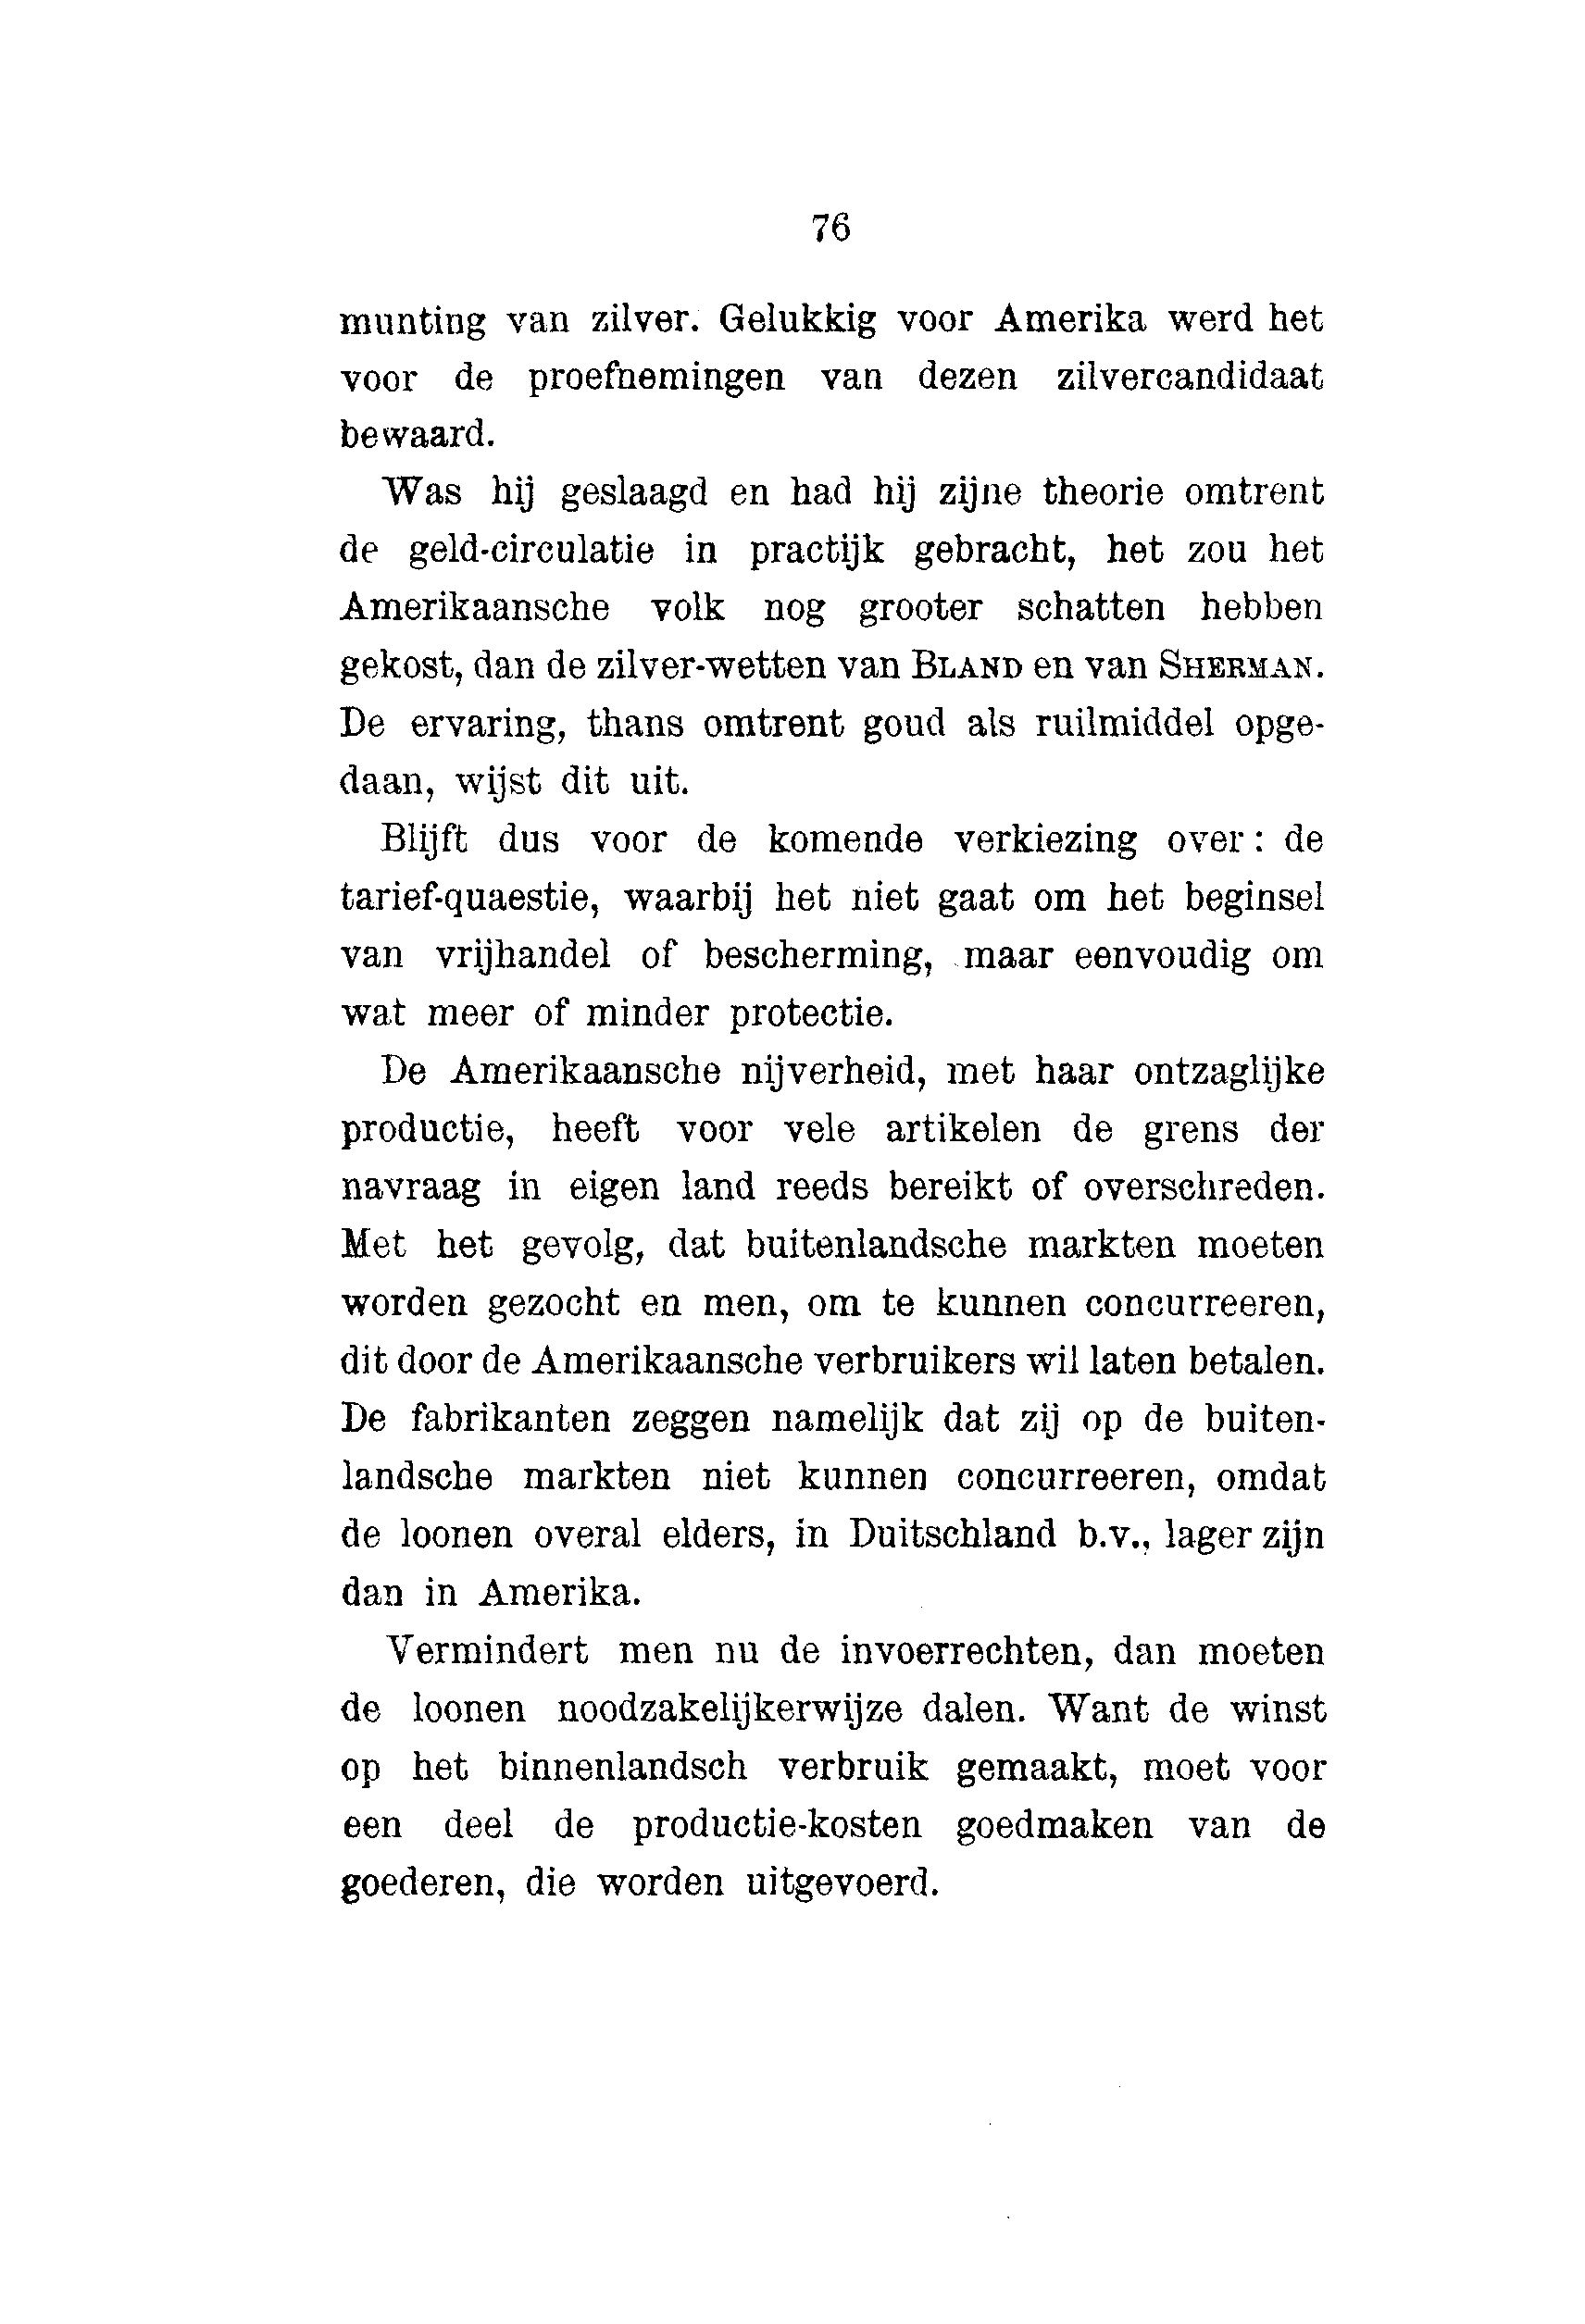 76
munting van zilver. Gelukkig voor Amerika werd het
voor de proefnemingen van dezen zilvercandidaat
bewaard.
Was hij geslaagd en had hij zijne theorie omtrent
de geld-circulatie in practijk gebracht, het zou het
Amerikaansche volk nog grooter schatten hebben
gekost, dan de zilver-wetten van BLAND en van SHERMAN.
De ervaring, thans omtrent goud als ruilmiddel opge-
daan, wijst dit uit.
Blijft dus voor de komende verkiezing over: de
tarief-quaestie, waarbij het niet gaat om het beginsel
van vrijhandel of bescherming, maar eenvoudig om
wat meer of minder protectie.
De Amerikaansche nijverheid, met haar ontzaglijke
productie, heeft voor vele artikelen de grens der
navraag in eigen land reeds bereikt of overschreden.
Met het gevolg, dat buitenlandsche markten moeten
worden gezocht en men, om te kunnen concurreeren,
dit door de Amerikaansche verbruikers wil laten betalen.
De fabrikanten zeggen namelijk dat zij op de buiten-
landsche markten niet kunnen concurreeren, omdat
de loonen overal elders, in Duitschland b.v., lager zijn
dan in Amerika.
Vermindert men nu de invoerrechten, dan moeten
de loonen noodzakelijkerwijze dalen. Want de winst
op het binnenlandsch verbruik gemaakt, moet voor
een deel de productie-kosten goedmaken van de
goederen, die worden uitgevoerd.